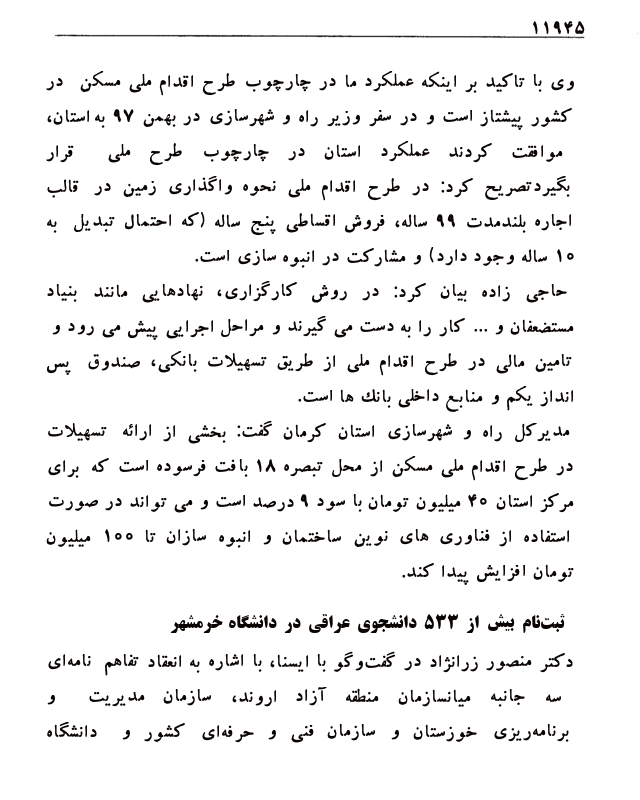 ۱۱۹۴۵
وی با تاکید بر اینکه عملکرد ما در چارچوب طرح اقدام ملی مسکن در
کشور پیشتاز است و در سفر وزیر راه و شهرسازی در بهمن ۹۷ به‌استان،
موافقت کردند عملکرد استان در چارچوب طرح ملی قرار
بگیردتصریح کرد: در طرح اقدام ملی نحوه واگذاری زمین در قالب
اجاره بلندمدت ۹۹ ساله، فروش اقساطی پنج ساله (که احتمال تبدیل به
۱۰ ساله وجود دارد) و مشارکت در انبوه سازی است.
حاجی زاده بیان کرد: در روش کارگزاری، نهادهایی مانند بنیاد
مستضعفان و ... کار را به دست می گیرند و مراحل اجرایی پیش می رود و
تامین مالی در طرح اقدام ملی از طریق تسهیلات بانکی، صندوق پس
انداز یکم و منابع داخلی بانك ها است.
مدیرکل راه و شهرسازی استان کرمان گفت: بخشی از ارائه تسهیلات
در طرح اقدام ملی مسکن از محل تبصره ۱۸ بافت فرسوده است که برای
مرکز استان ۴۰ میلیون تومان با سود ۹ درصد است و می تواند در صورت
استفاده از فناوری های نوین ساختمان و انبوه سازان تا ۱۰۰ میلیون
تومان افزایش پیدا کند.
ثبت‌نام بیش از ۵۳۳ دانشجوی عراقی در دانشگاه خرمشهر
دکتر منصور زرانژاد در گفت‌وگو با ایسنا، با اشاره به انعقاد تفاهم نامه‌ای
سه جانبه میانسازمان منطقه آزاد اروند، سازمان مدیریت و
برنامه‌ریزی خوزستان و سازمان فنی و حرفه‌ای کشور و دانشگاه